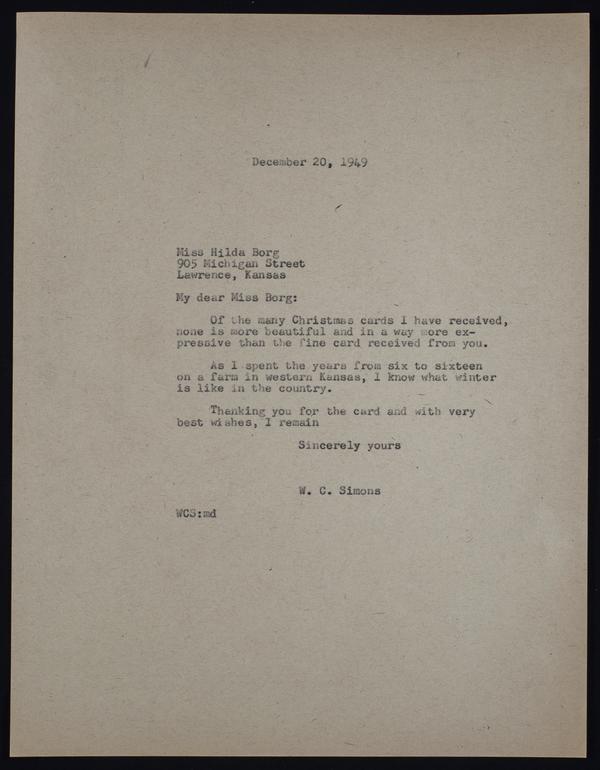 December 20, 1949
Miss Hilda Borg
905 Michigan Street
Lawrence, Kansas
My dear Miss Borg:
Of the many Christmas cards I have received,
none is more beautiful and in a way more ex-
pressive than the fine card received from you.
As I spent the years from six to sixteen
on a farm in western Kansas, I know what winter
is like in the country.
Thanking you for the card and with very
best wishes, I remain
Sincerely yours
W. C. Simons
WCS:md